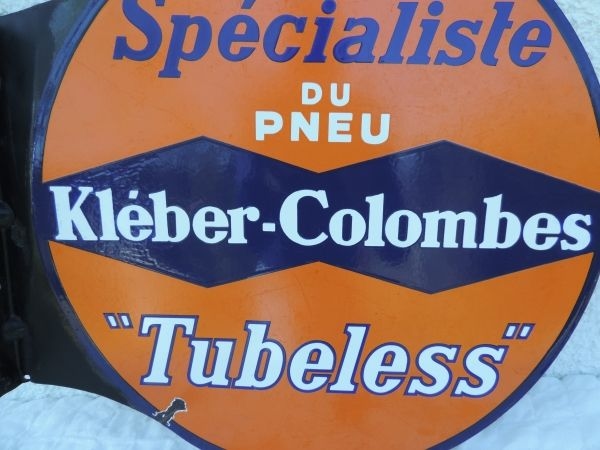 Spécialiste
DU
PNEU
Kléber-Colombes
"Tubeless"